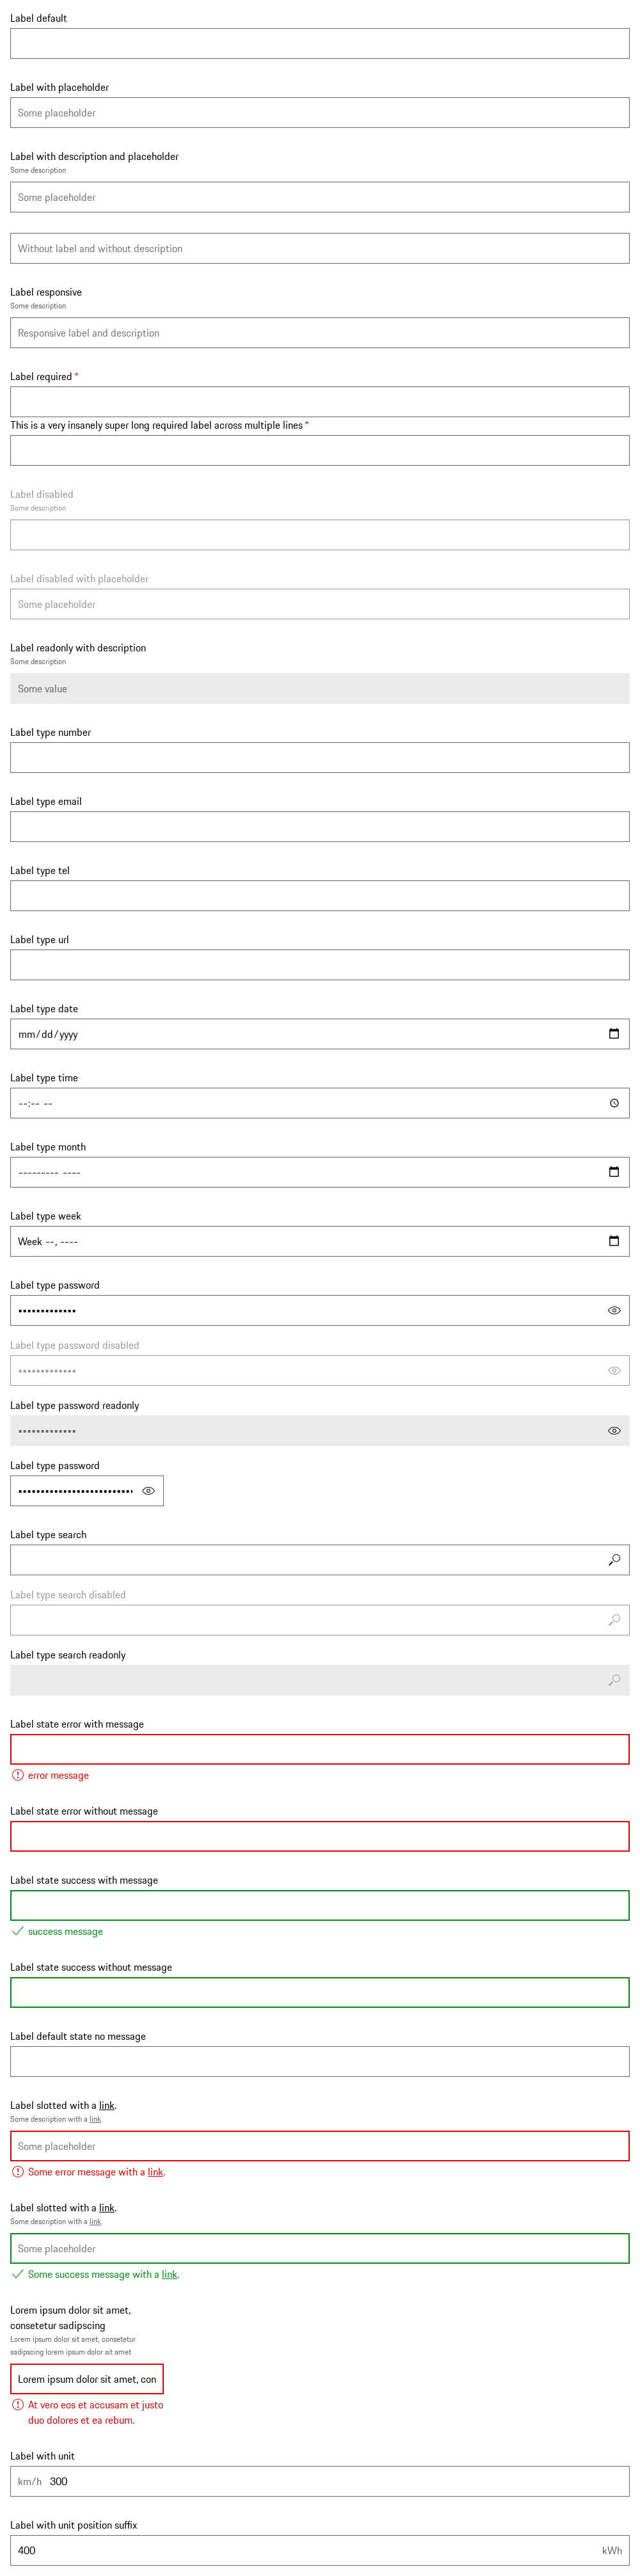 Label default
Label with placeholder
Some placeholder
Label with description and placeholder
Some description
Some placeholder
Without label and without description
Label responsive
Some description
Responsive label and description
Label required *
This is a very insanely super long required label across multiple lines *
Label disabled
Some description
Label disabled with placeholder
Some placeholder
Label readonly with description
Some description
Some value
Label type number
Label type email
Label type tel
Label type url
Label type date
mm/dd/yyyy
Label type time
--:-- --
Label type month
--------- ----
Label type week
Week --, ----
Label type password
•••••••••••••
Label type password disabled
•••••••••••••
Label type password readonly
•••••••••••••
Label type password
••••••••••••••••••••••••••
Label type search
Label type search disabled
Label type search readonly
Label state error with message
error message
Label state error without message
Label state success with message
success message
Label state success without message
Label default state no message
Label slotted with a link.
Some description with a link.
Some placeholder
Some error message with a link.
Label slotted with a link.
Some description with a link.
Some placeholder
Some success message with a link.
Lorem ipsum dolor sit amet,
consetetur sadipscing
Lorem ipsum dolor sit amet, consetetur
sadipscing lorem ipsum dolor sit amet
Lorem ipsum dolor sit amet, con
At vero eos et accusam et justo
duo dolores et ea rebum.
Label with unit
km/h 300
Label with unit position suffix
400 kWh